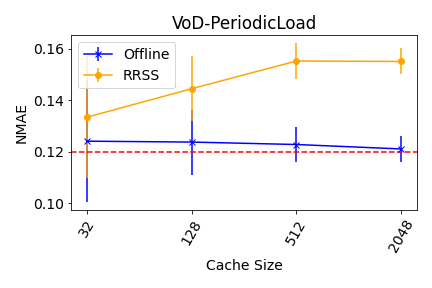 VoD-PeriodicLoad
Offline
RRSS
NMAE
0.16
0.14
0.12
0.10
32
128
512
2048
Cache Size